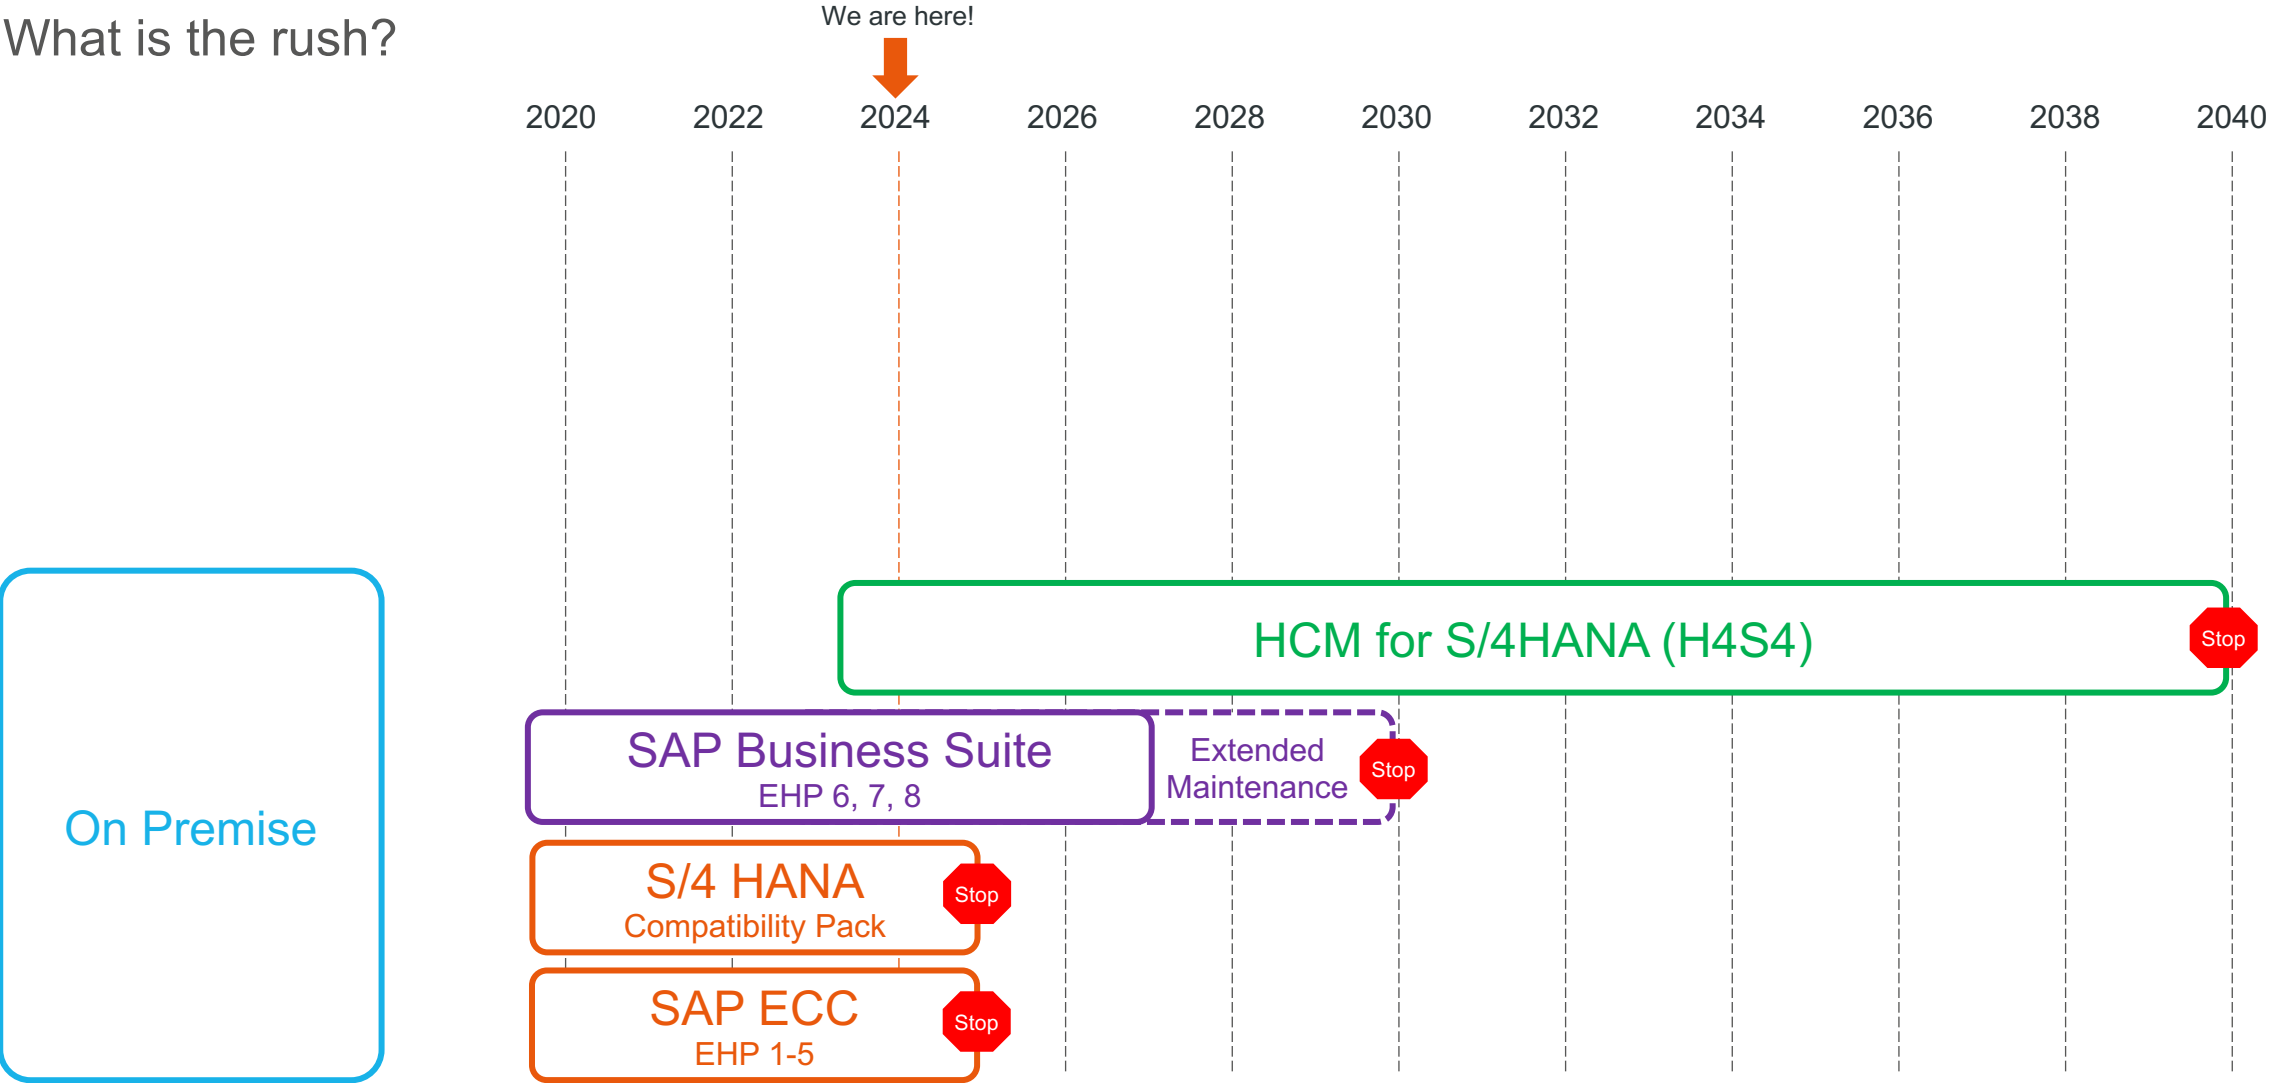 What is the rush?
We are here!
2020 2022 2024 2026 2028 2030 2032 2034 2036 2038 2040
On Premise
HCM for S/4HANA (H4S4)
Stop
SAP Business Suite
EHP 6, 7, 8
Extended
Maintenance
Stop
S/4 HANA
Compatibility Pack
Stop
SAP ECC
EHP 1-5
Stop